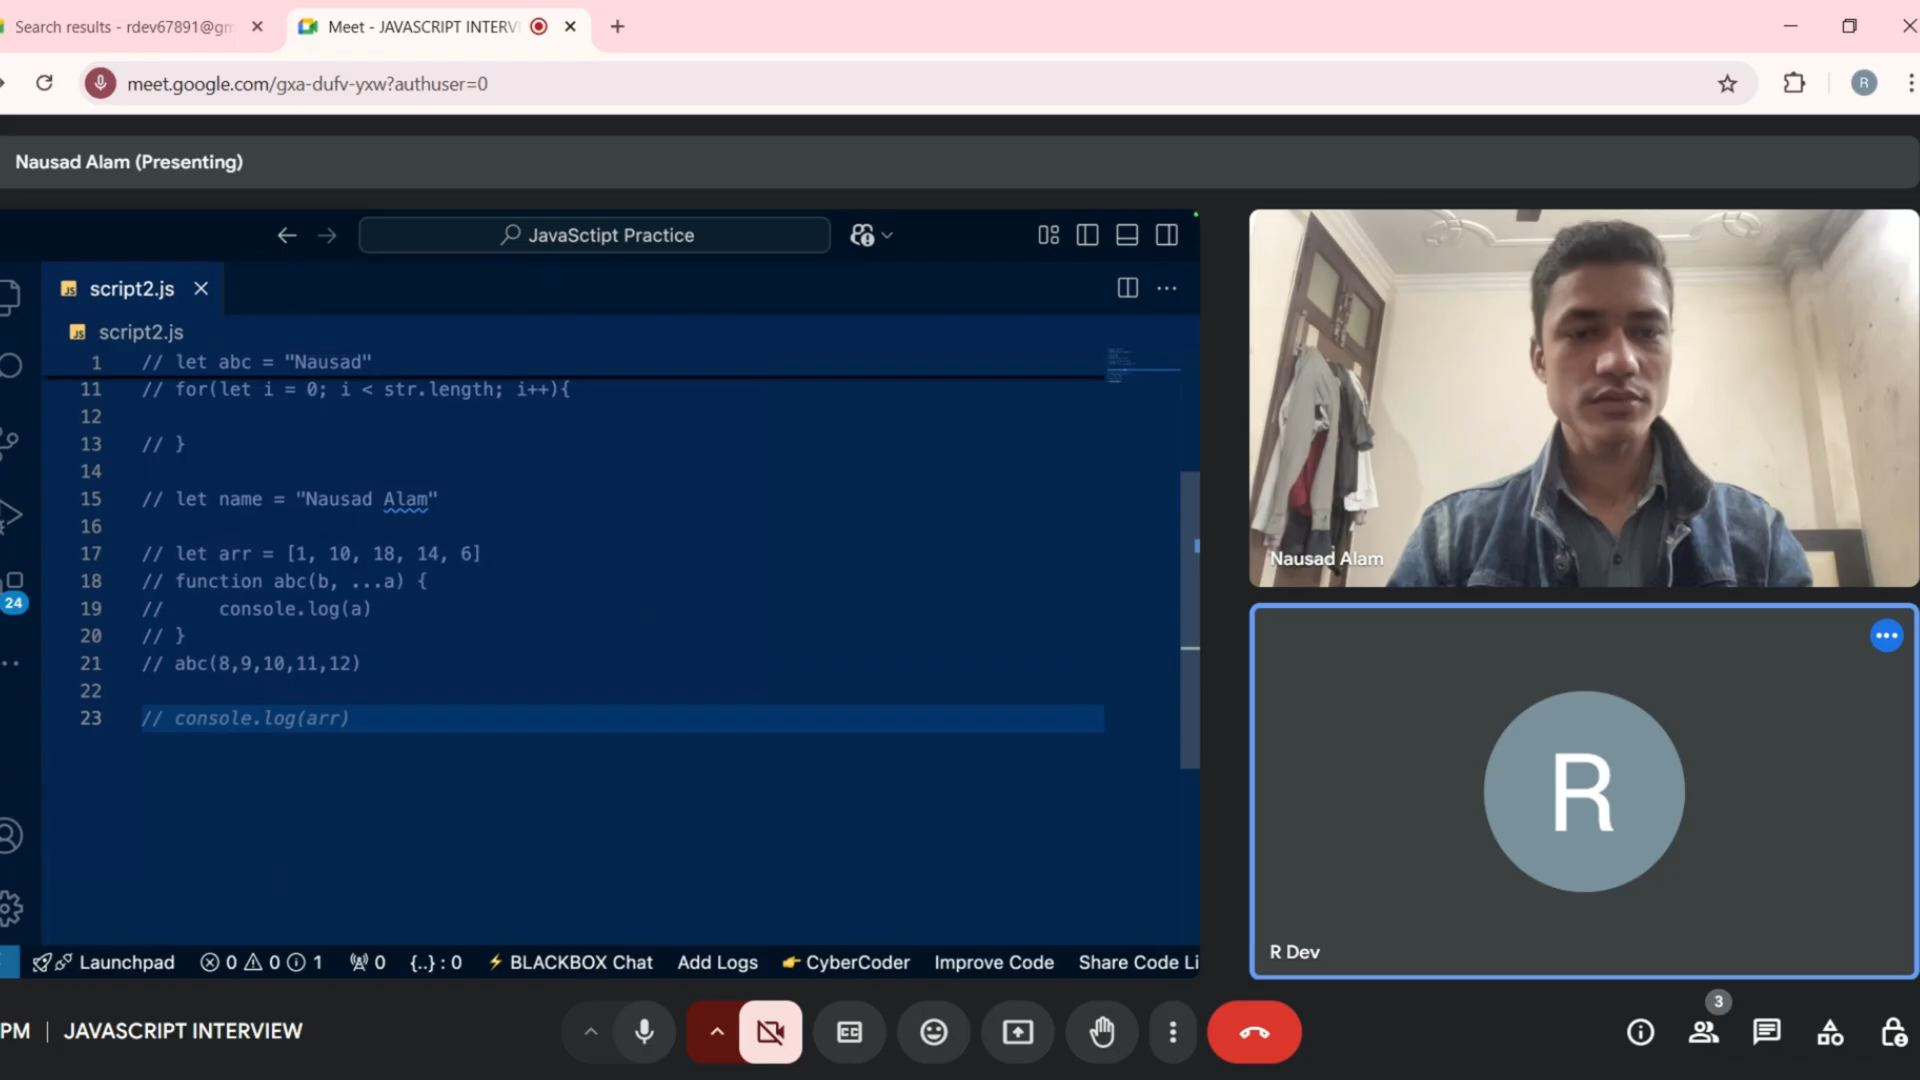 Search results - rdev67891@gm
Meet - JAVASCRIPT INTERVI
meet.google.com/gxa-dufv-yxw?authuser=0
R
Nausad Alam (Presenting)
JavaSctipt Practice
JS script2.js
JS script2.js
1 // let abc = "Nausad"
11 // for(let i = 0; i < str.length; i++){
12
13 // }
14
15 // let name = "Nausad Alam"
16
17 // let arr = [1, 10, 18, 14, 6]
18 // function abc(b, ...a) {
19 // console.log(a)
20 // }
21 // abc(8,9,10,11,12)
22
23 // console.log(arr)
24
Launchpad 0 0 1 0 {..} : 0 BLACKBOX Chat Add Logs CyberCoder Improve Code Share Code Li
Nausad Alam
R
R Dev
PM | JAVASCRIPT INTERVIEW
CC
3